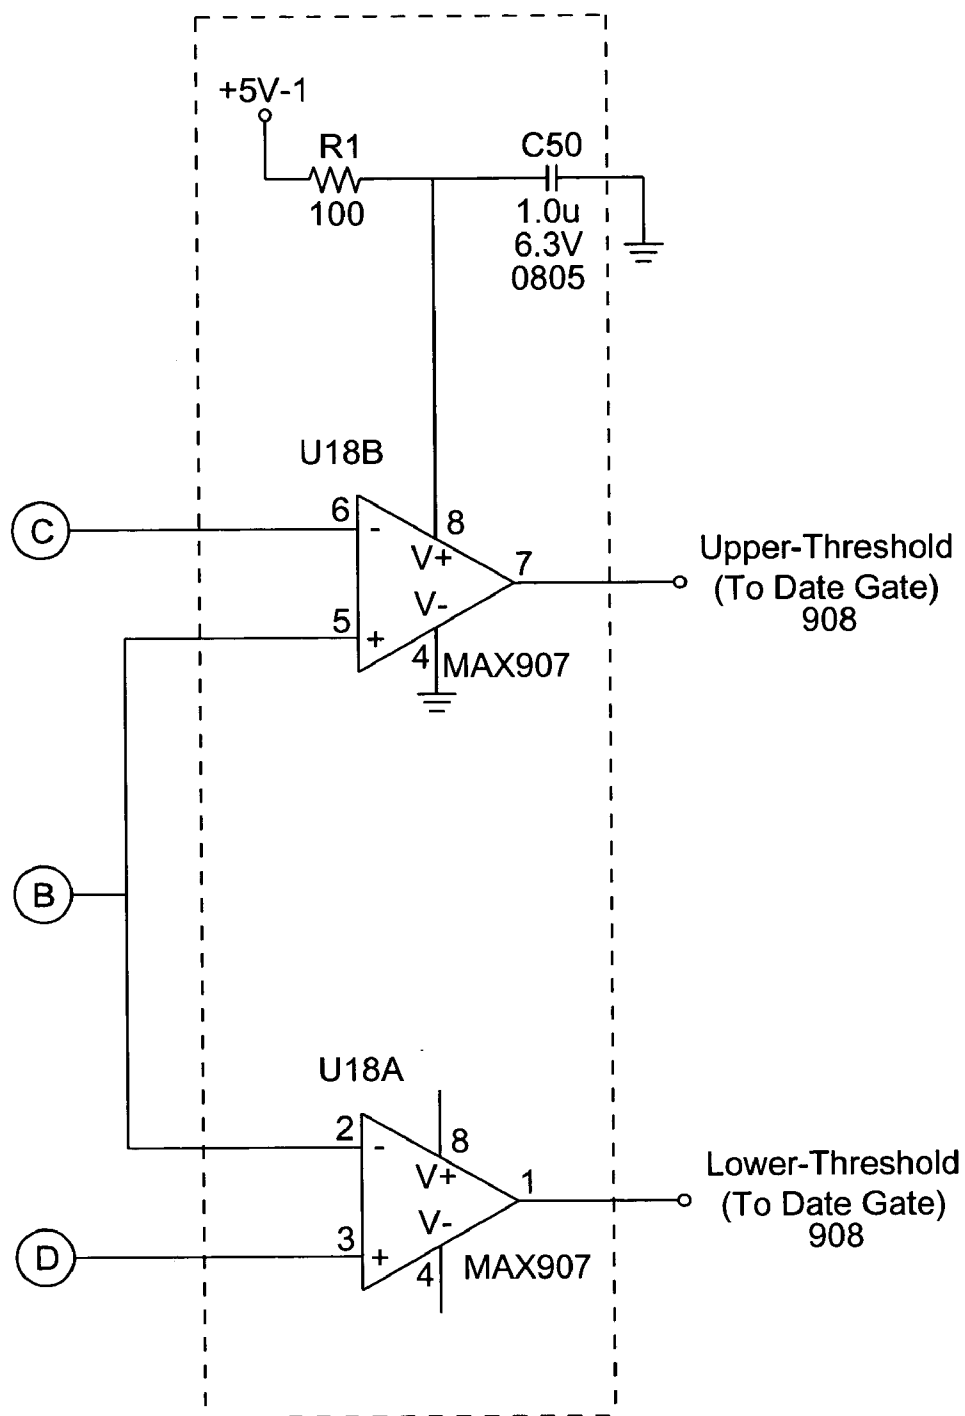 +5V-1
R1
100
C50
1.0u
6.3V
0805
U18B
C
6
-
8
V+
7
Upper-Threshold
(To Date Gate)
908
V-
5
+
4
MAX907
B
U18A
2
-
8
V+
1
Lower-Threshold
(To Date Gate)
908
V-
D
3
+
4
MAX907